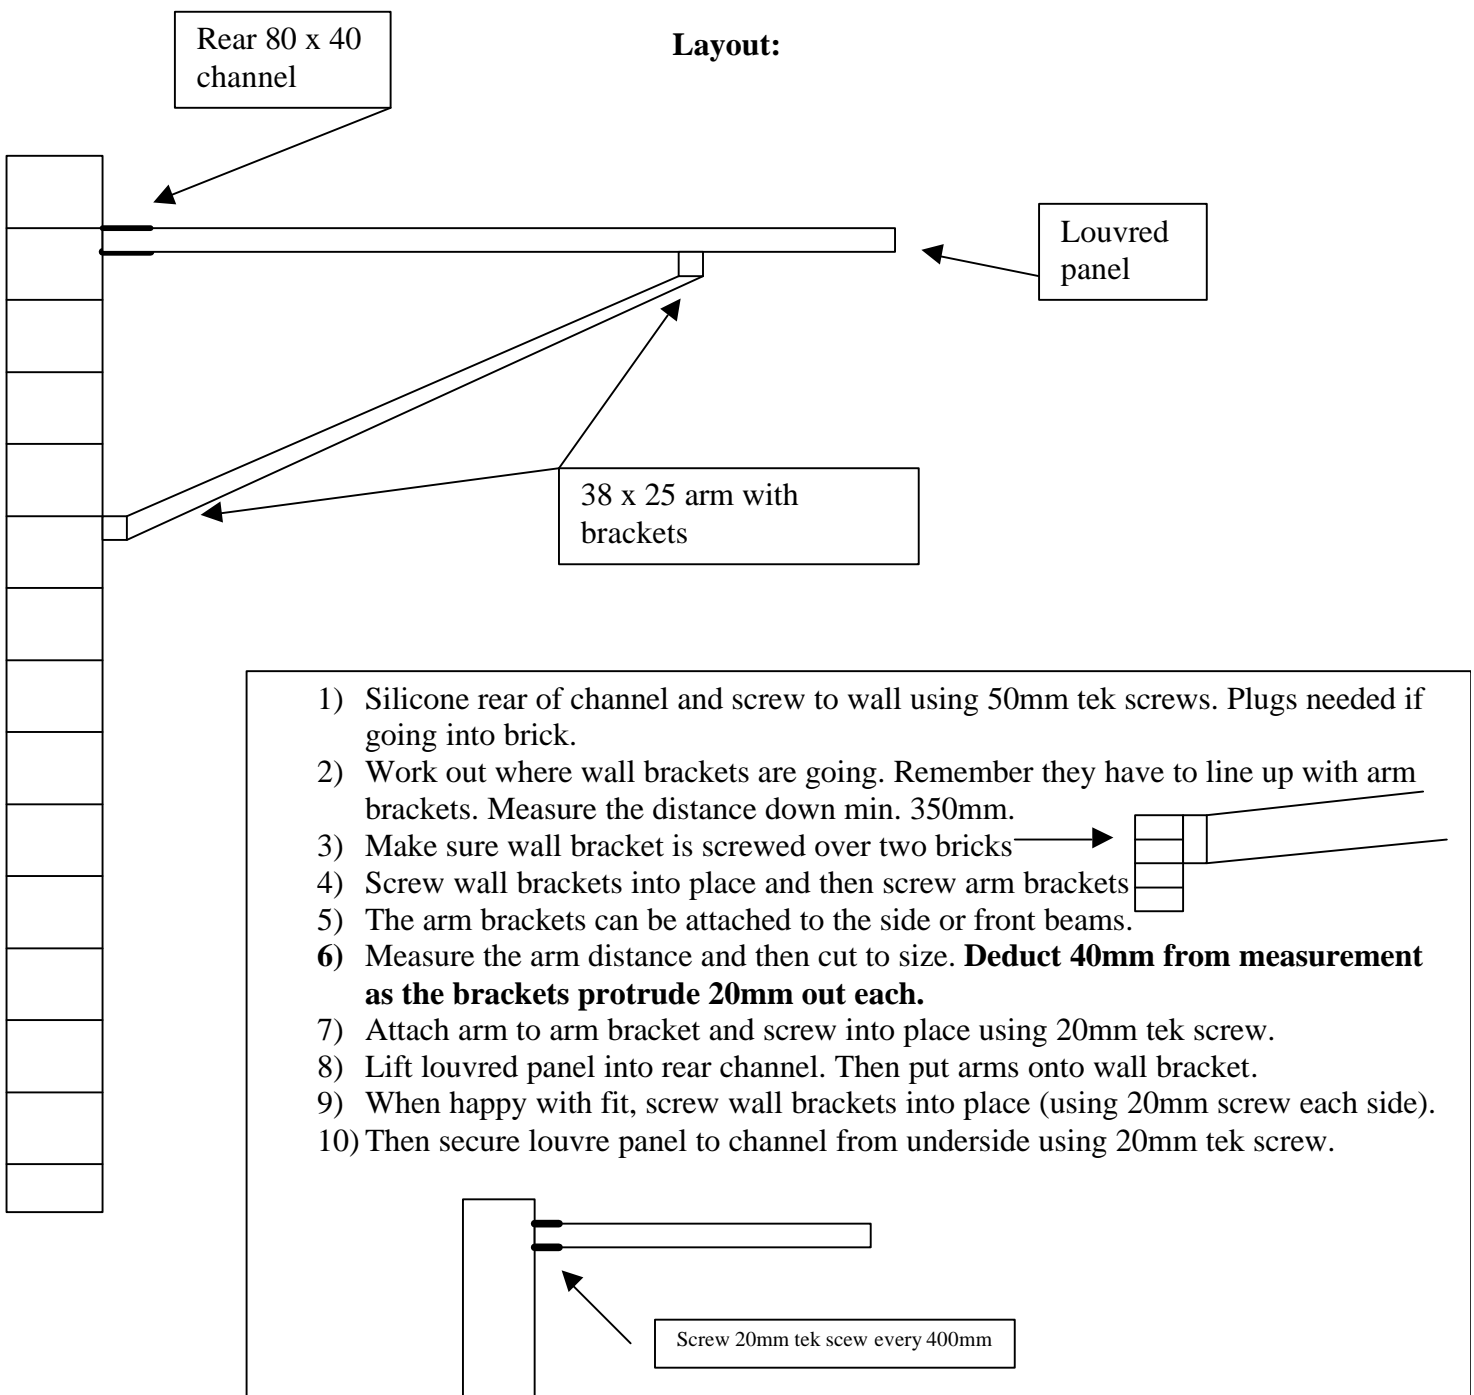 Rear 80 x 40
channel
Layout:
Louvred
panel
38 x 25 arm with
brackets
1) Silicone rear of channel and screw to wall using 50mm tek screws. Plugs needed if
going into brick.
2) Work out where wall brackets are going. Remember they have to line up with arm
brackets. Measure the distance down min. 350mm.
3) Make sure wall bracket is screwed over two bricks
4) Screw wall brackets into place and then screw arm brackets
5) The arm brackets can be attached to the side or front beams.
6) Measure the arm distance and then cut to size. Deduct 40mm from measurement
as the brackets protrude 20mm out each.
7) Attach arm to arm bracket and screw into place using 20mm tek screw.
8) Lift louvred panel into rear channel. Then put arms onto wall bracket.
9) When happy with fit, screw wall brackets into place (using 20mm screw each side).
10) Then secure louvre panel to channel from underside using 20mm tek screw.
Screw 20mm tek scew every 400mm